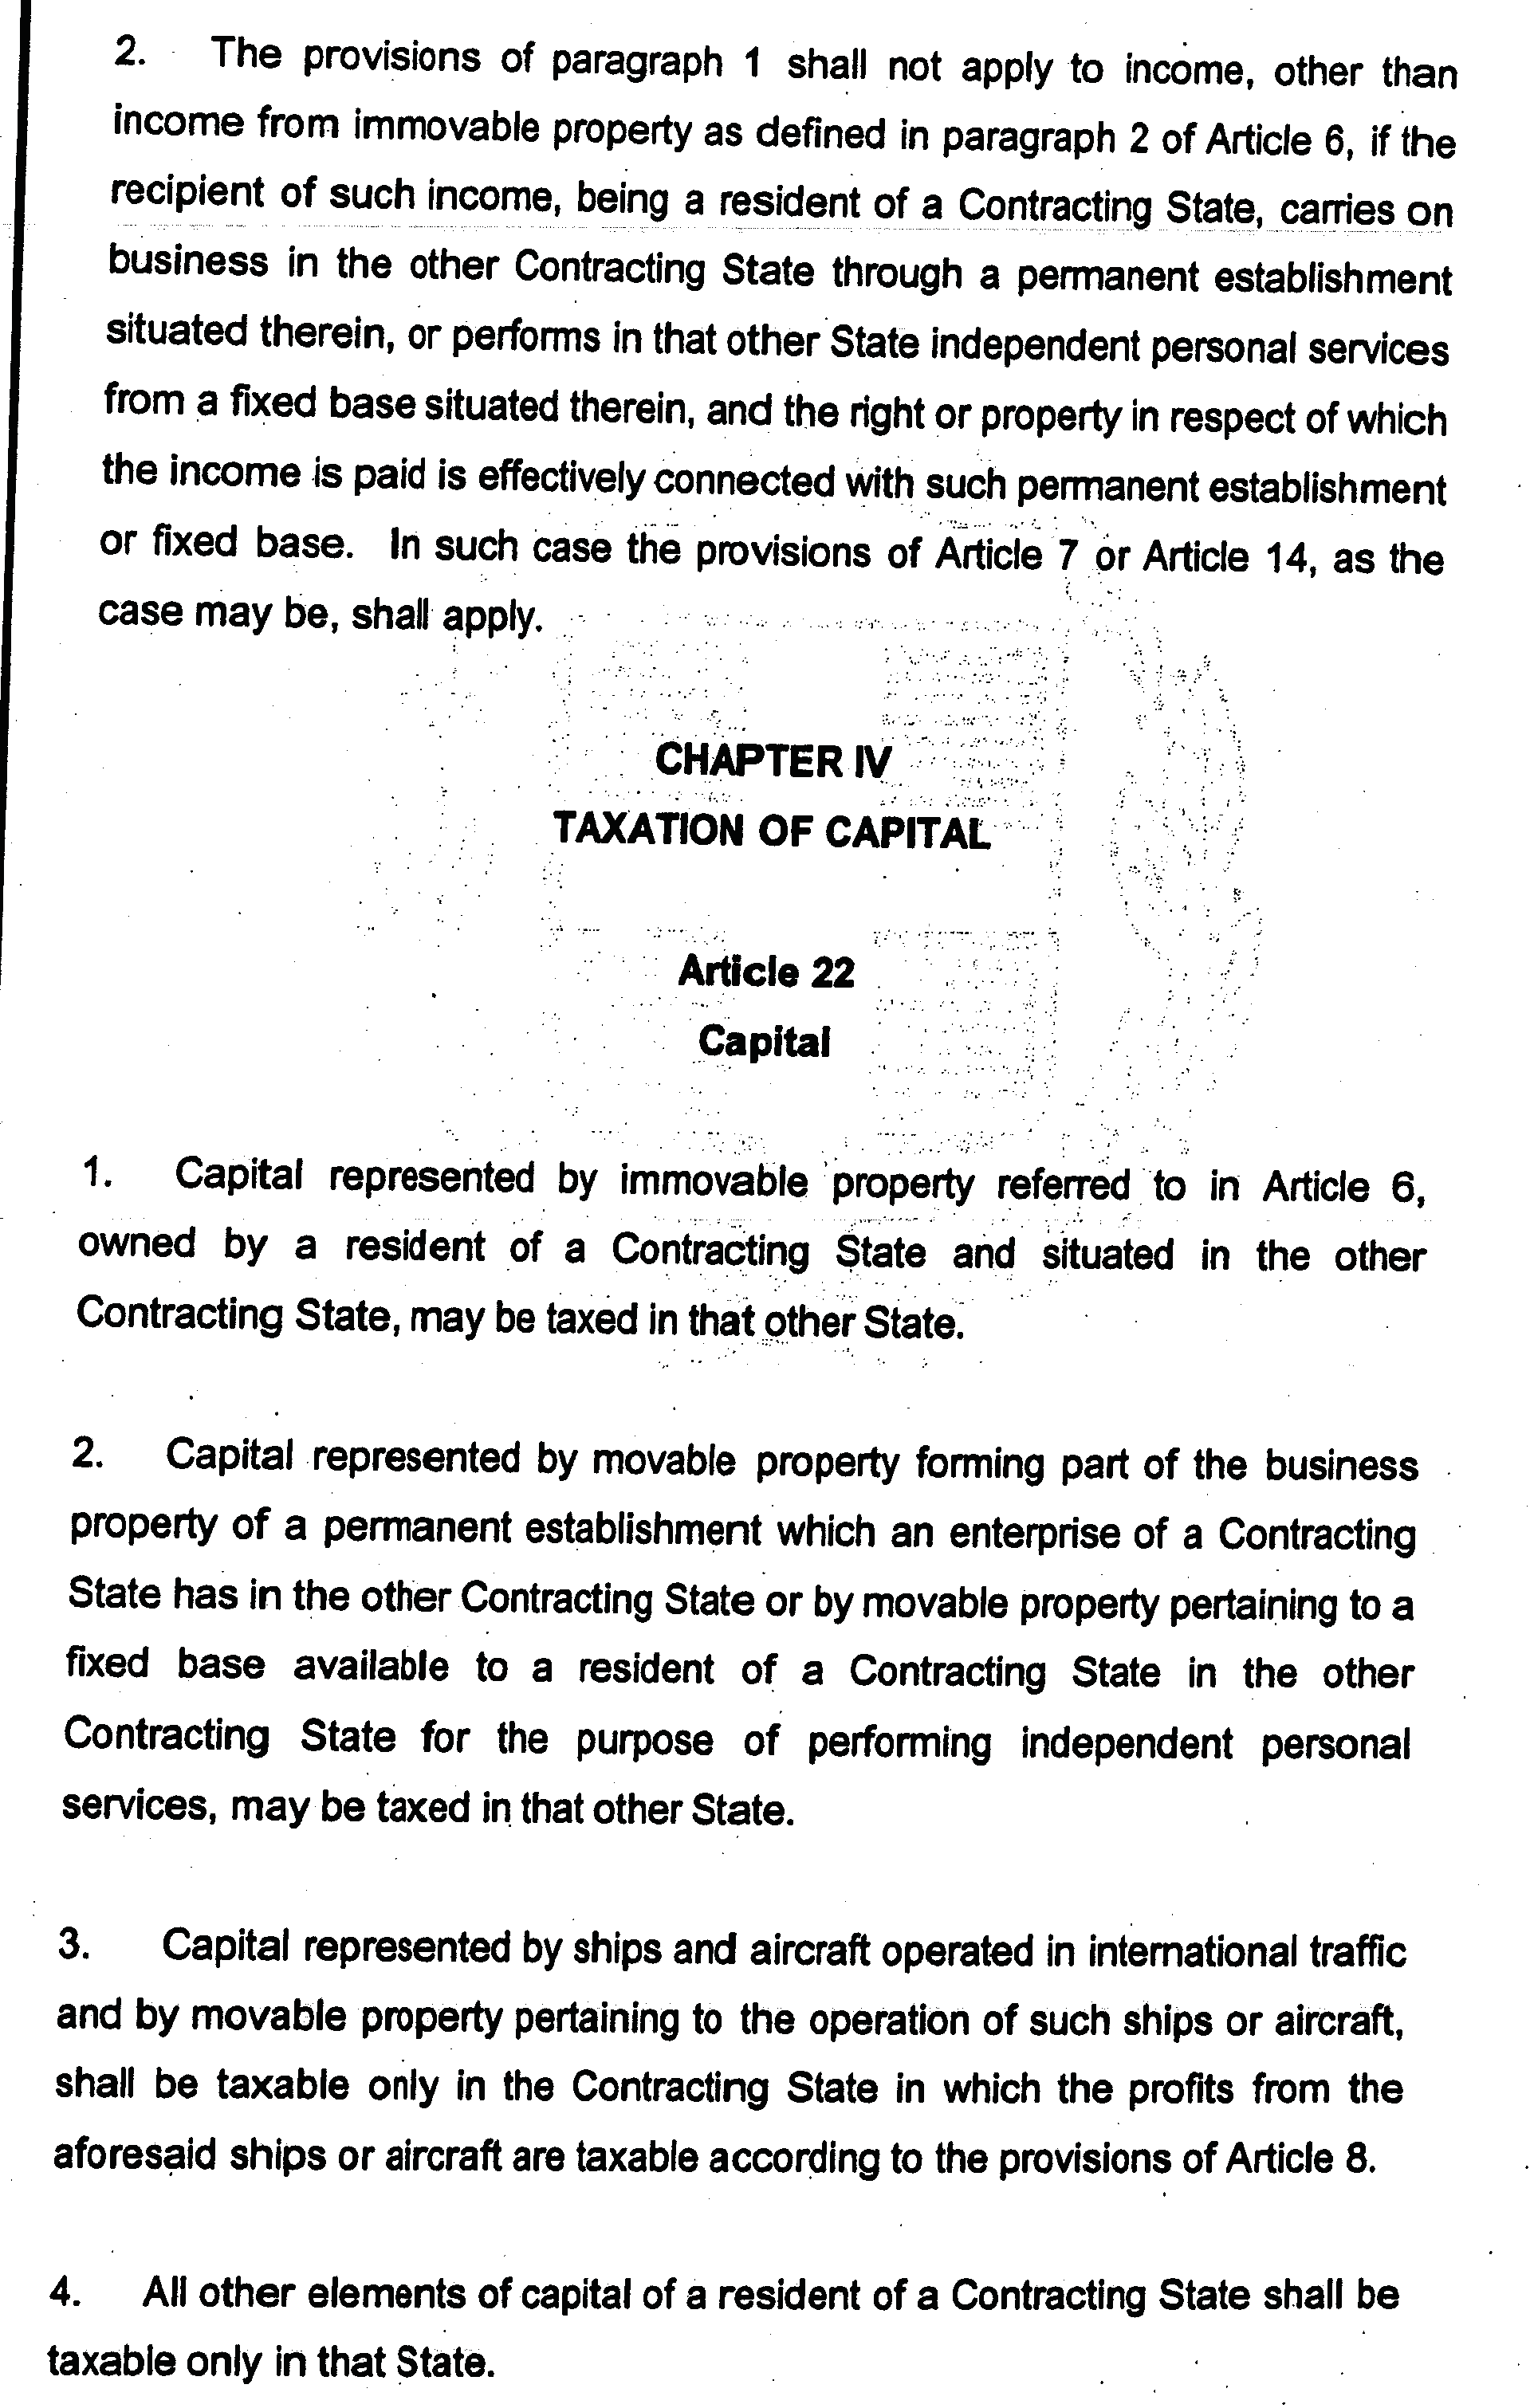 2. The provisions of paragraph 1 shall not apply to income, other than
income from immovable property as defined in paragraph 2 of Article 6, if the
recipient of such income, being a resident of a Contracting State, carries on
business in the other Contracting State through a permanent establishment
situated therein, or performs in that other State independent personal services
from a fixed base situated therein, and the right or property in respect of which
the income is paid is effectively connected with such permanent establishment
or fixed base. In such case the provisions of Article 7 or Article 14, as the
case may be, shall apply.
CHAPTER IV
TAXATION OF CAPITAL
Article 22
Capital
1. Capital represented by immovable property referred to in Article 6,
owned by a resident of a Contracting State and situated in the other
Contracting State, may be taxed in that other State.
2. Capital represented by movable property forming part of the business
property of a permanent establishment which an enterprise of a Contracting
State has in the other Contracting State or by movable property pertaining to a
fixed base available to a resident of a Contracting State in the other
Contracting State for the purpose of performing independent personal
services, may be taxed in that other State.
3. Capital represented by ships and aircraft operated in international traffic
and by movable property pertaining to the operation of such ships or aircraft,
shall be taxable only in the Contracting State in which the profits from the
aforesaid ships or aircraft are taxable according to the provisions of Article 8.
4. All other elements of capital of a resident of a Contracting State shall be
taxable only in that State.